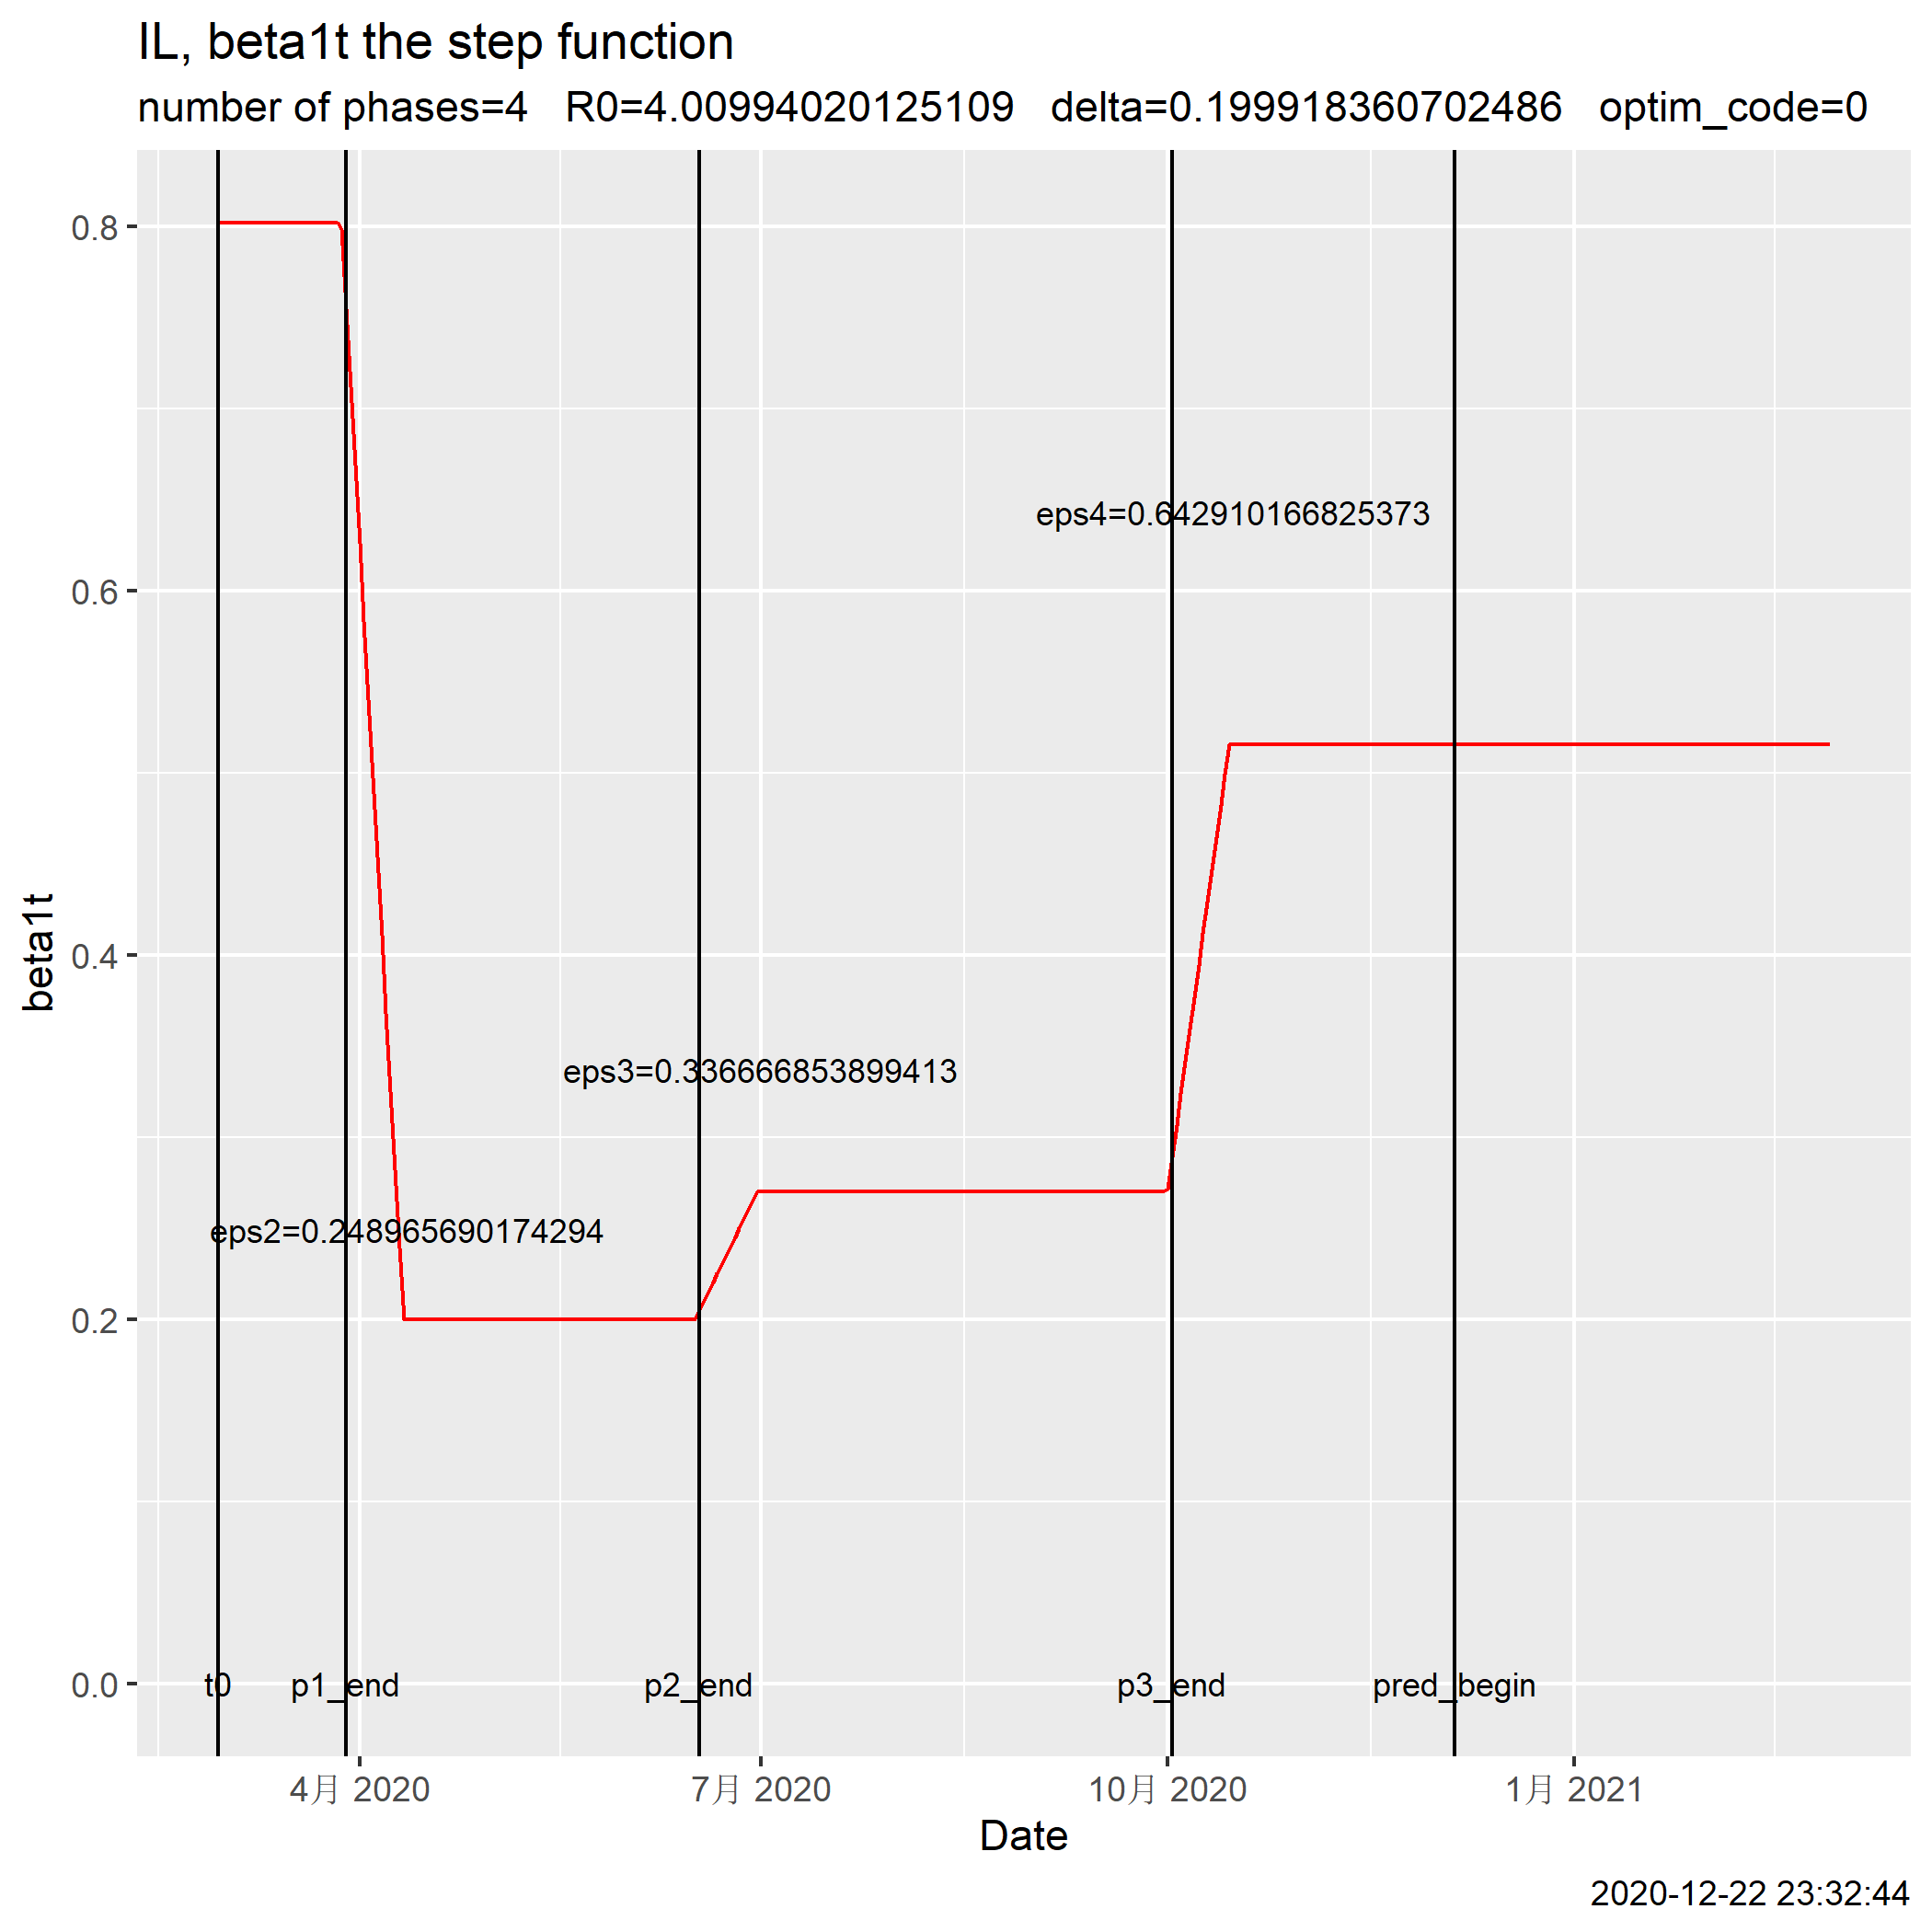 IL, beta1t the step function
number of phases=4 R0=4.00994020125109 delta=0.199918360702486 optim_code=0
0.8
eps4=0.642910166825373
0.6
beta1t
0.4
eps3=0.336666853899413
eps2=0.248965690174294
0.2
0.0
t0 p1_end p2_end p3_end pred_begin
4月 2020 7月 2020 10月 2020 1月 2021
Date
2020-12-22 23:32:44